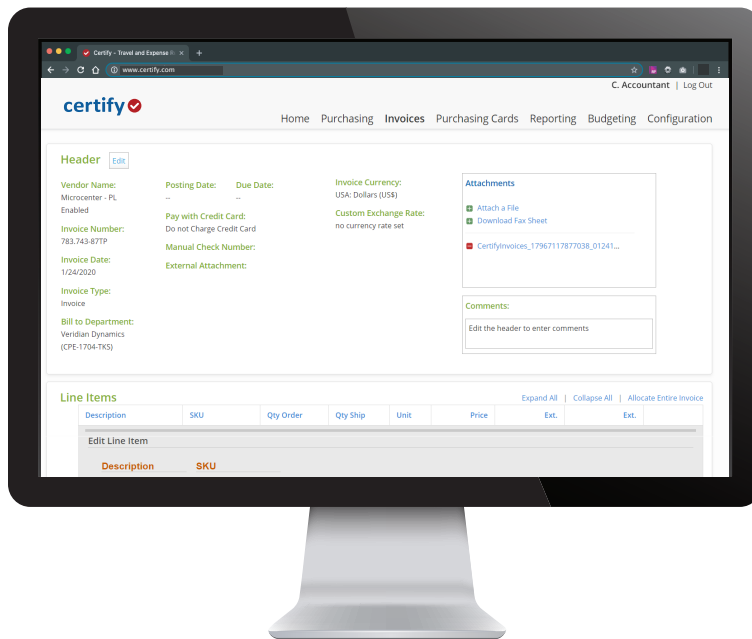 Certify - Travel and Expense R
www.certify.com
C. Accountant | Log Out
certify
Home Purchasing Invoices Purchasing Cards Reporting Budgeting Configuration
Header Edit
Vendor Name:
Microcenter - PL
Enabled
Invoice Number:
783.743-87TP
Invoice Date:
1/24/2020
Invoice Type:
Invoice
Bill to Department:
Veridian Dynamics
(CPE-1704-TKS)
Posting Date: Due Date:
-- --
Pay with Credit Card:
Do not Charge Credit Card
Manual Check Number:
External Attachment:
Invoice Currency:
USA: Dollars (US$)
Custom Exchange Rate:
no currency rate set
Attachments
Attach a File
Download Fax Sheet
CertifyInvoices_17967117877038_01241...
Comments:
Edit the header to enter comments
Line Items
Expand All | Collapse All | Allocate Entire Invoice
Description SKU Qty Order Qty Ship Unit Price Ext. Ext.
Edit Line Item
Description SKU